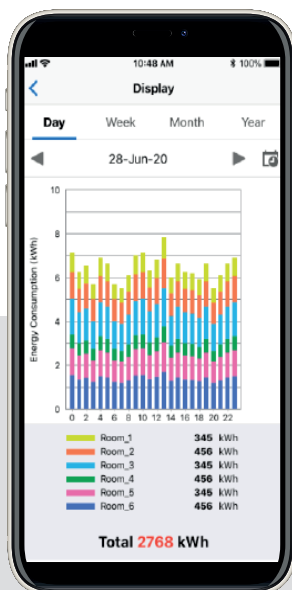 10:48 AM 100%
Display
Day Week Month Year
28-Jun-20
Energy Consumption (kWh)
10
8
6
4
2
0
0 2 4 6 8 10 12 14 16 18 20 22
Room_1 345 kWh
Room_2 456 kWh
Room_3 345 kWh
Room_4 456 kWh
Room_5 345 kWh
Room_6 456 kWh
Total 2768 kWh